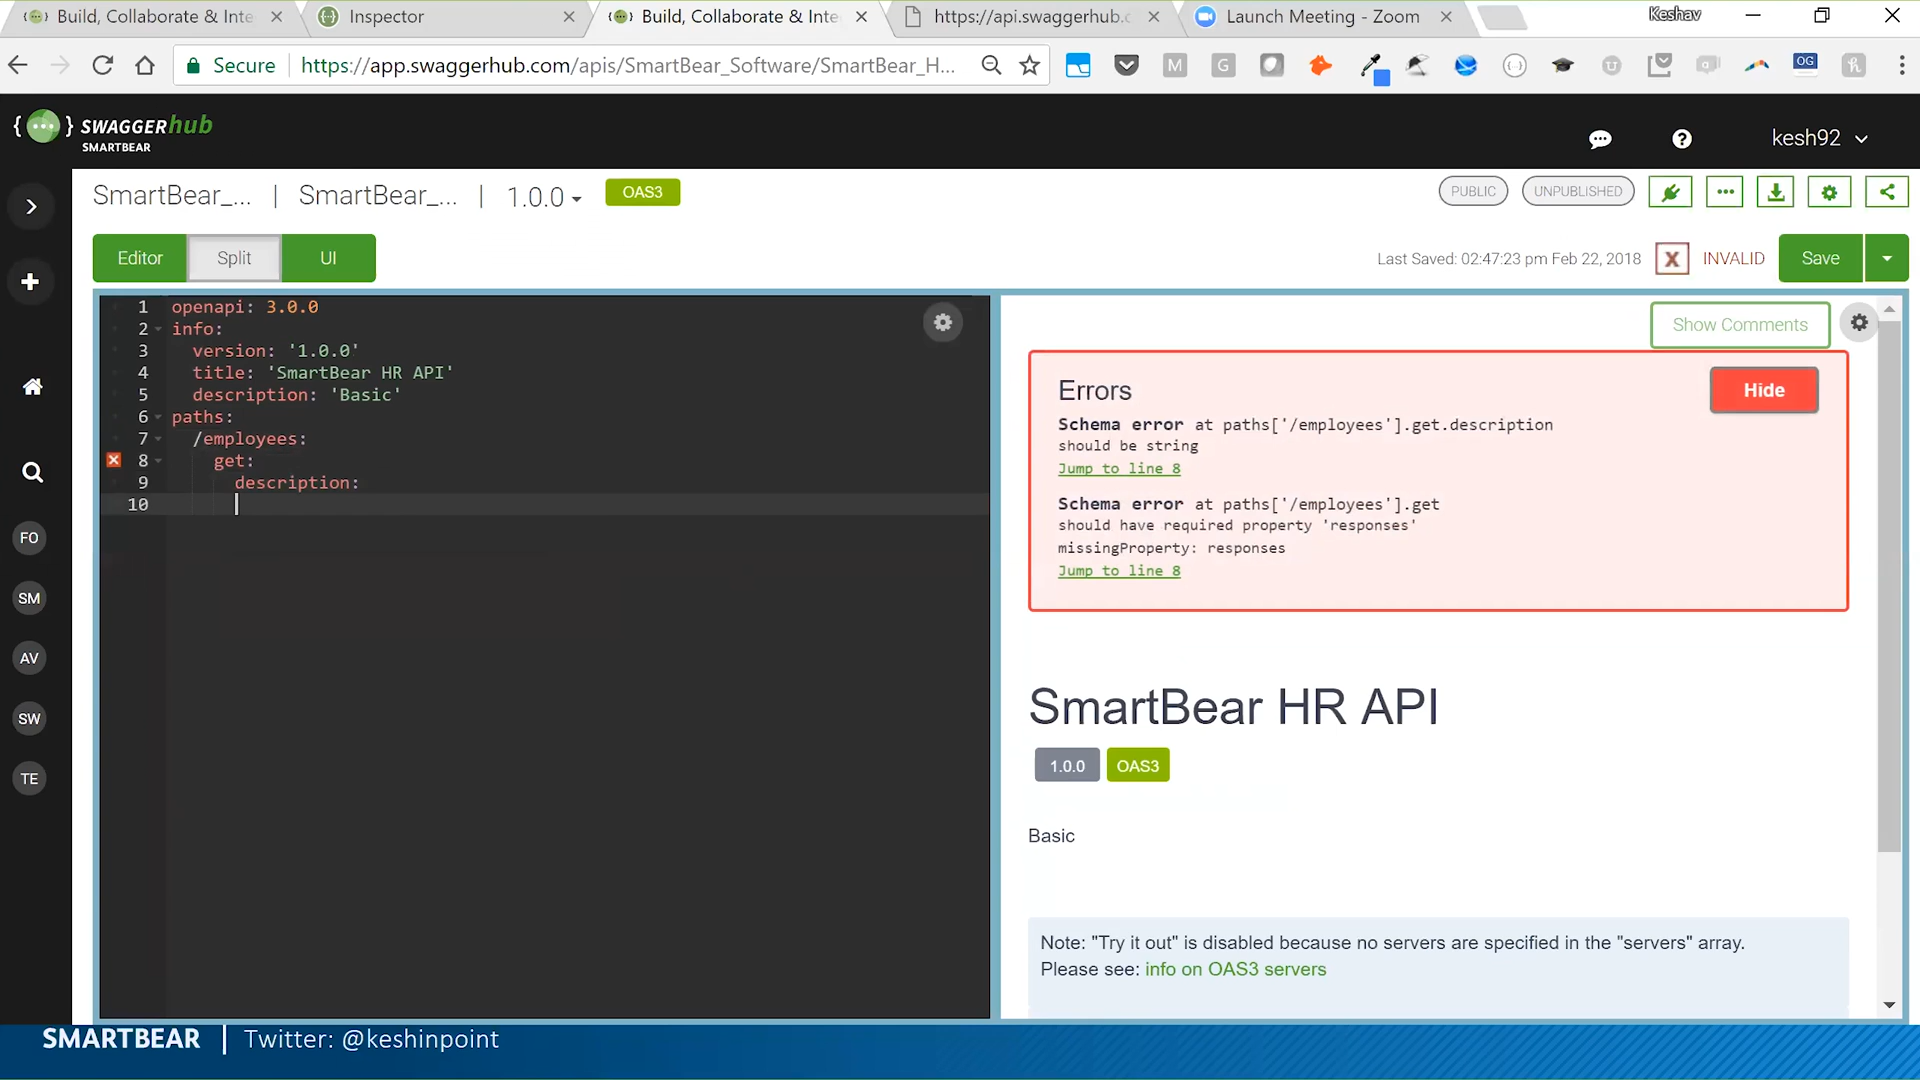 Build, Collaborate & Inte
Inspector
Build, Collaborate & Inte
https://api.swaggerhub.c
Launch Meeting - Zoom
Keshav
Secure
https://app.swaggerhub.com/apis/SmartBear_Software/SmartBear_H...
M
G
OG
{ ... } SWAGGERhub
SMARTBEAR
kesh92
SmartBear_... | SmartBear_... | 1.0.0 OAS3
PUBLIC
UNPUBLISHED
Editor
Split
UI
Last Saved: 02:47:23 pm Feb 22, 2018
X INVALID
Save
FO
SM
AV
SW
TE
1 openapi: 3.0.0
2 info:
3 version: '1.0.0'
4 title: 'SmartBear HR API'
5 description: 'Basic'
6 paths:
7 /employees:
8 get:
9 description:
10
Show Comments
Errors
Hide
Schema error at paths['/employees'].get.description
should be string
Jump to line 8
Schema error at paths['/employees'].get
should have required property 'responses'
missingProperty: responses
Jump to line 8
SmartBear HR API
1.0.0 OAS3
Basic
Note: "Try it out" is disabled because no servers are specified in the "servers" array.
Please see: info on OAS3 servers
SMARTBEAR | Twitter: @keshinpoint